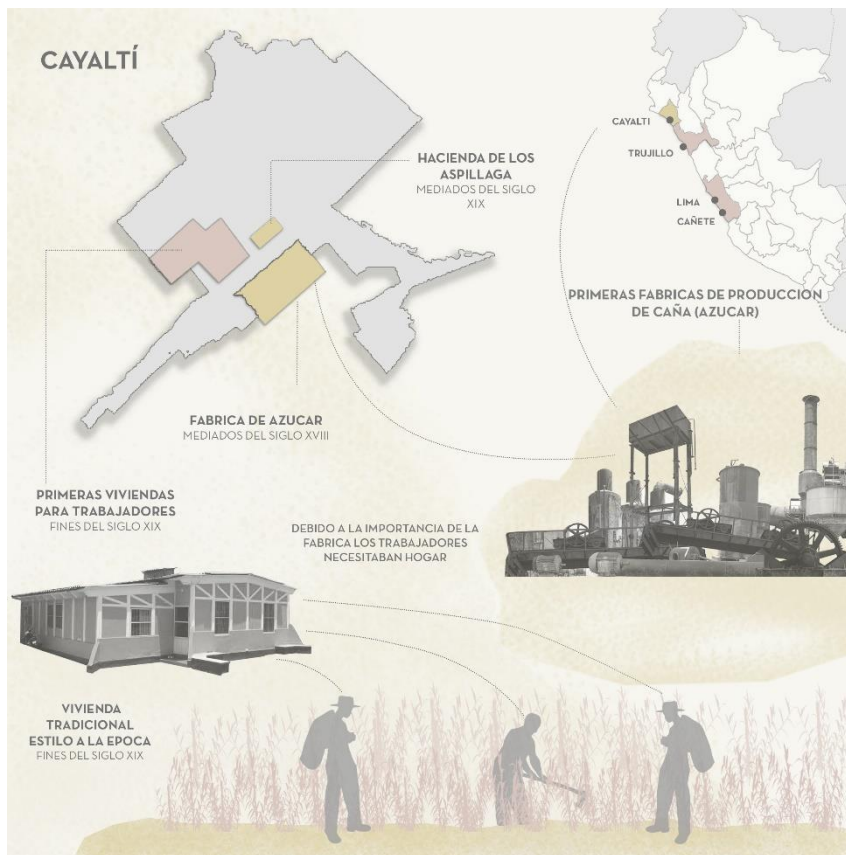 CAYALTÍ
HACIENDA DE LOS
ASPILLAGA
MEDIADOS DEL SIGLO
XIX
CAYALTI
TRUJILLO
LIMA
CAÑETE
PRIMERAS FABRICAS DE PRODUCCION
DE CAÑA (AZUCAR)
FABRICA DE AZUCAR
MEDIADOS DEL SIGLO XVIII
PRIMERAS VIVIENDAS
PARA TRABAJADORES
FINES DEL SIGLO XIX
DEBIDO A LA IMPORTANCIA DE LA
FABRICA LOS TRABAJADORES
NECESITABAN HOGAR
VIVIENDA
TRADICIONAL
ESTILO A LA EPOCA
FINES DEL SIGLO XIX